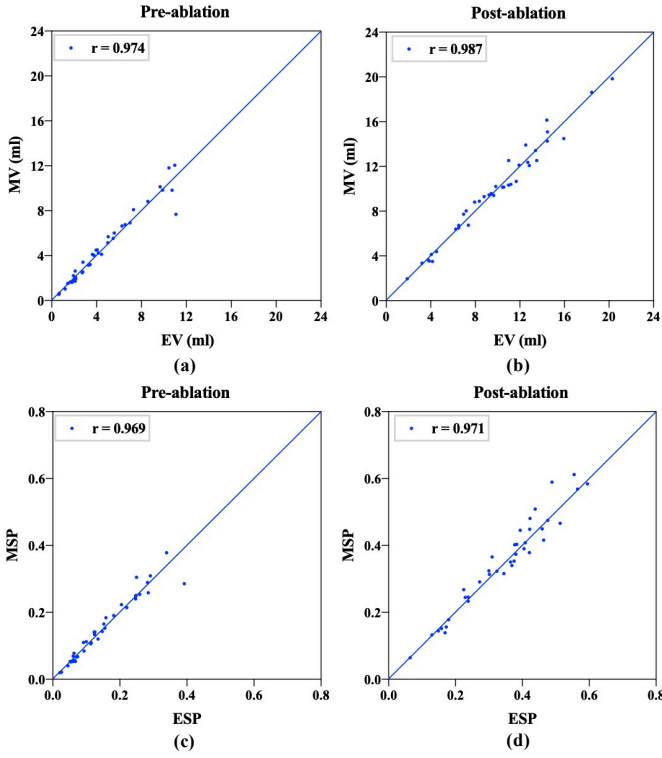 Pre-ablation
r = 0.974
24
20
16
12
8
4
0
MV (ml)
0 4 8 12 16 20 24
EV (ml)
(a)
Post-ablation
r = 0.987
24
20
16
12
8
4
0
MV (ml)
0 4 8 12 16 20 24
EV (ml)
(b)
Pre-ablation
r = 0.969
0.8
0.6
0.4
0.2
0.0
MSP
0.0 0.2 0.4 0.6 0.8
ESP
(c)
Post-ablation
r = 0.971
0.8
0.6
0.4
0.2
0.0
MSP
0.0 0.2 0.4 0.6 0.8
ESP
(d)